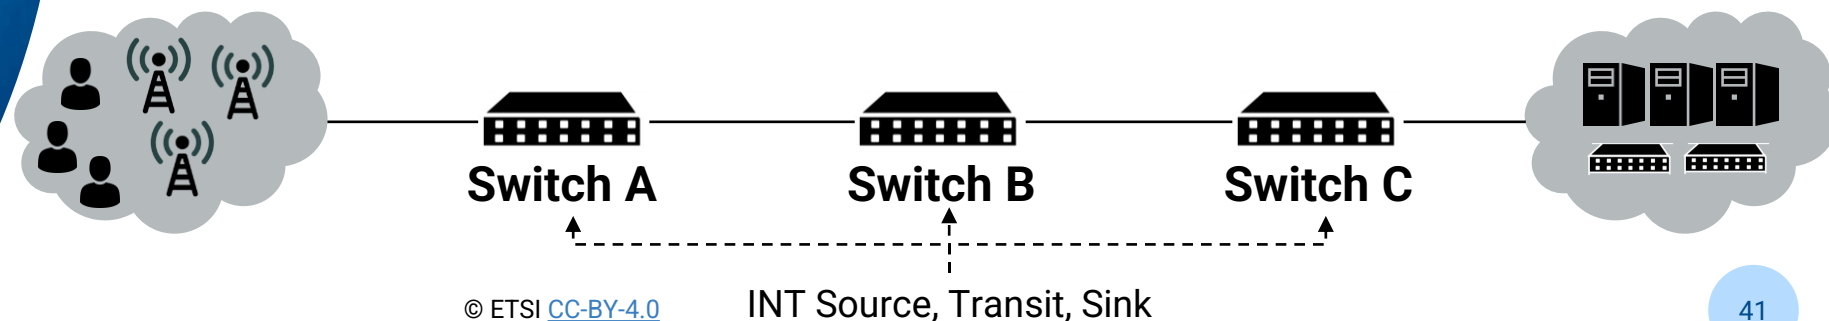 Switch A
Switch B
Switch C
INT Source, Transit, Sink
© ETSI CC-BY-4.0
41